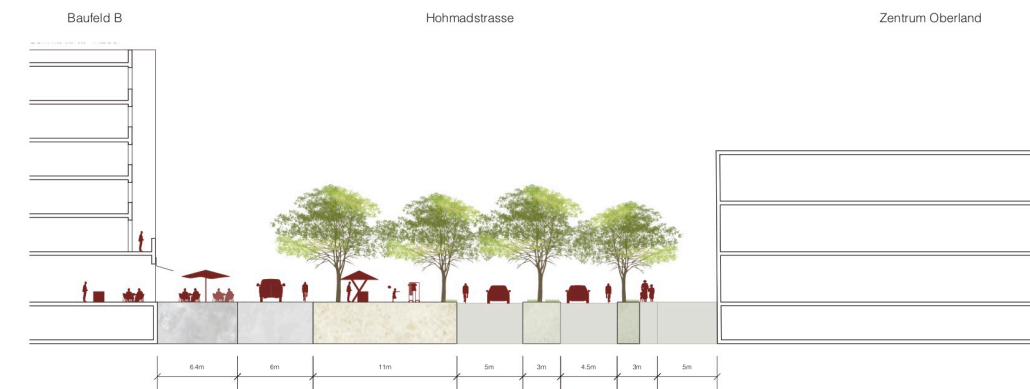 Baufeld B
Hohmadstrasse
Zentrum Oberland
6.4m
6m
11m
5m
3m
4.5m
3m
5m